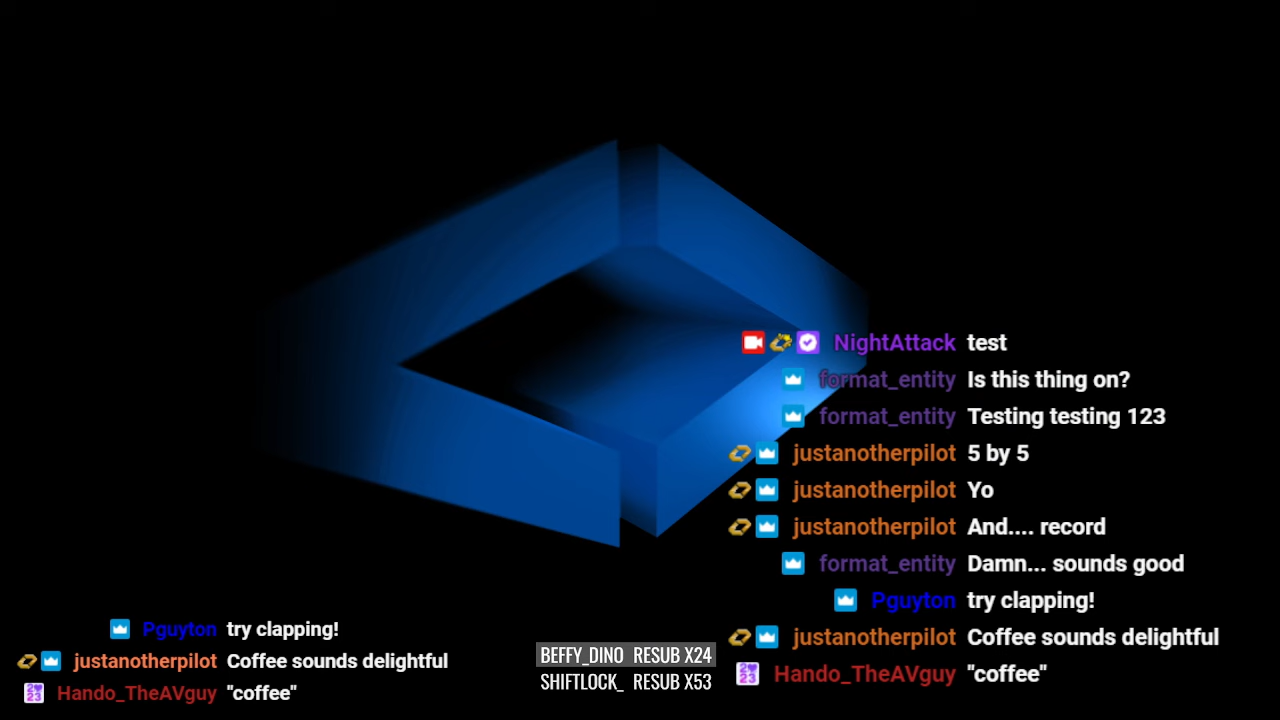 NightAttack test
format_entity Is this thing on?
format_entity Testing testing 123
justanotherpilot 5 by 5
justanotherpilot Yo
justanotherpilot And.... record
format_entity Damn... sounds good
Pguyton try clapping!
justanotherpilot Coffee sounds delightful
Hando_TheAVguy "coffee"
Pguyton try clapping!
justanotherpilot Coffee sounds delightful
Hando_TheAVguy "coffee"
BEFFY_DINO RESUB X24
SHIFTLOCK_ RESUB X53